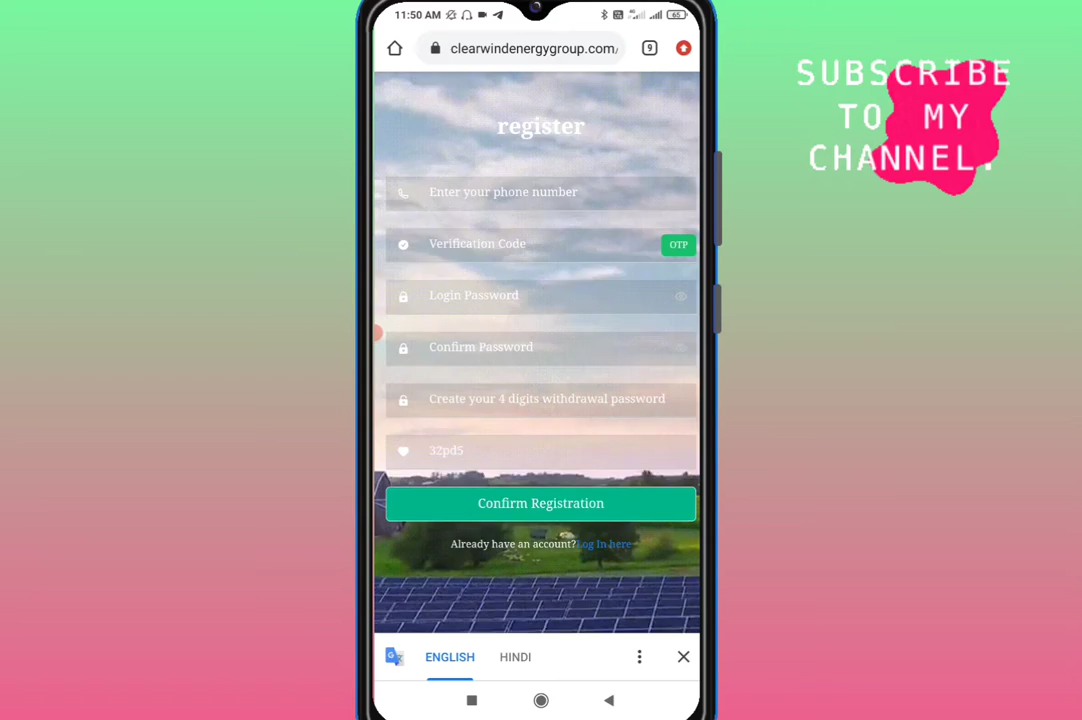 11:50 AM
65
clearwindenergygroup.com/
9
SUBSCRIBE
TO MY
CHANNEL.
register
Enter your phone number
Verification Code
OTP
Login Password
Confirm Password
Create your 4 digits withdrawal password
32pd5
Confirm Registration
Already have an account?Log In here
ENGLISH
HINDI